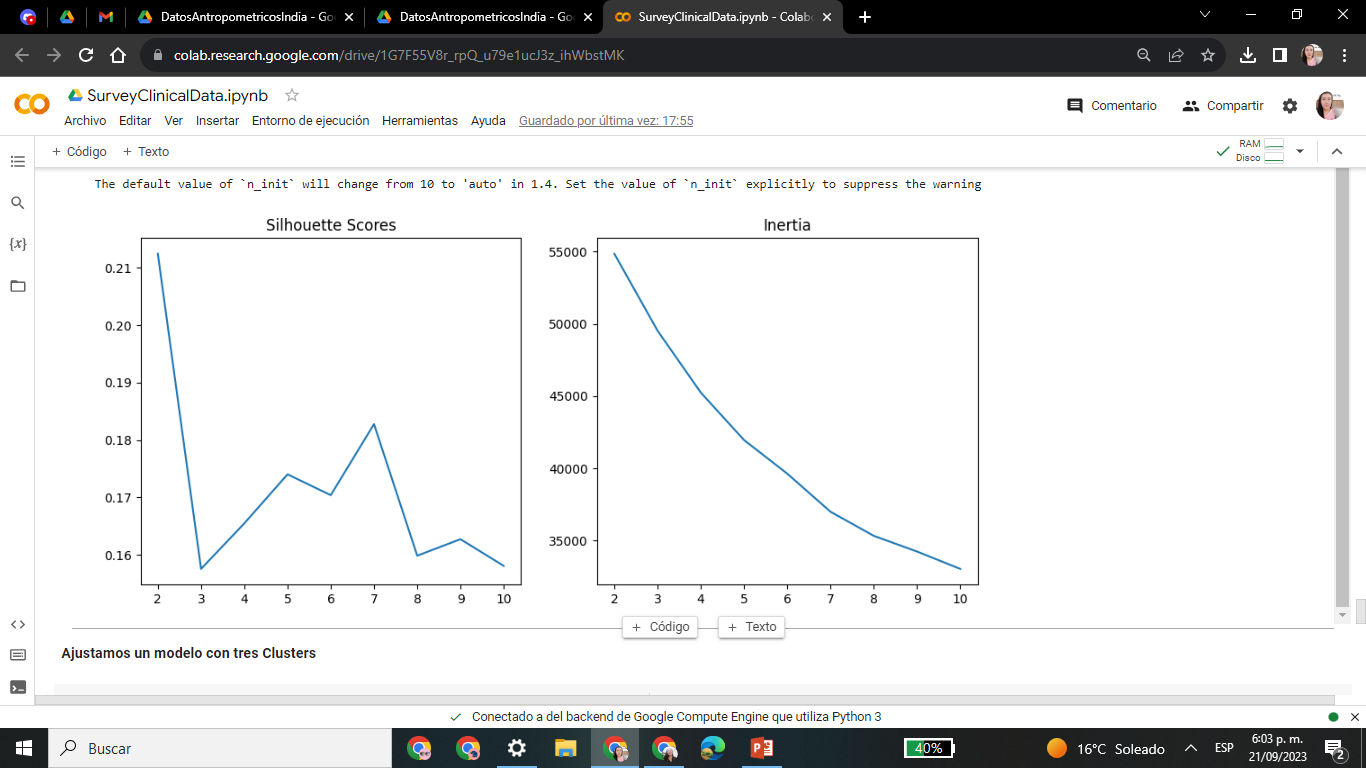 DatosAntropometricosIndia - Go
DatosAntropometricosIndia - Go
SurveyClinicalData.ipynb - Colab
colab.research.google.com/drive/1G7F55V8r_rpQ_u79e1ucJ3z_ihWbstMK
SurveyClinicalData.ipynb
Comentario
Compartir
Archivo Editar Ver Insertar Entorno de ejecución Herramientas Ayuda Guardado por última vez: 17:55
+ Código + Texto
RAM
Disco
The default value of `n_init` will change from 10 to 'auto' in 1.4. Set the value of `n_init` explicitly to suppress the warning
{x}
Silhouette Scores
0.21
0.20
0.19
0.18
0.17
0.16
2 3 4 5 6 7 8 9 10
Inertia
55000
50000
45000
40000
35000
2 3 4 5 6 7 8 9 10
+ Código + Texto
Ajustamos un modelo con tres Clusters
Conectado a del backend de Google Compute Engine que utiliza Python 3
Buscar
40%
16°C Soleado
ESP
6:03 p. m.
21/09/2023
2